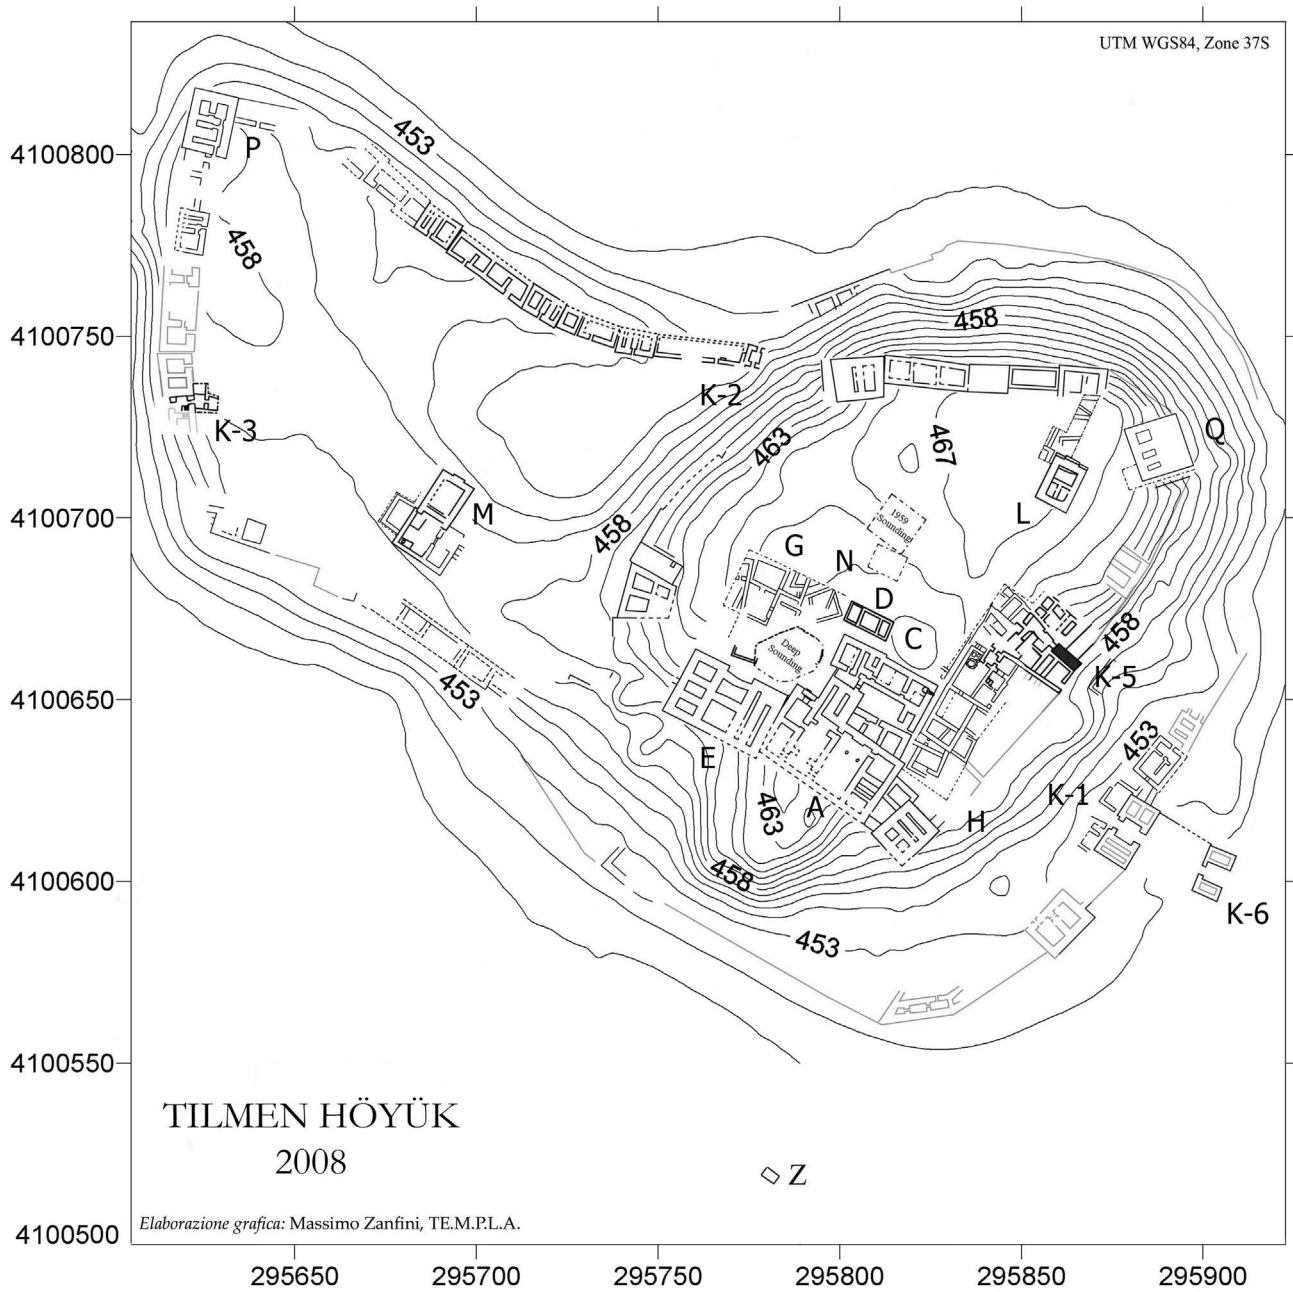 UTM WGS84, Zone 37S
453
4100800
P
458
4100750
458
K-2
K-3
463
467
Q
M
4100700
L
1959
Sounding
458
G
N
D
C
458
Deep
Sounding
K-5
453
4100650
E
453
463
A
K-1
H
458
4100600
K-6
453
4100550
TILMEN HÖYÜK
2008
Z
Elaborazione grafica: Massimo Zanfini, TE.M.P.L.A.
4100500
295650
295700
295750
295800
295850
295900